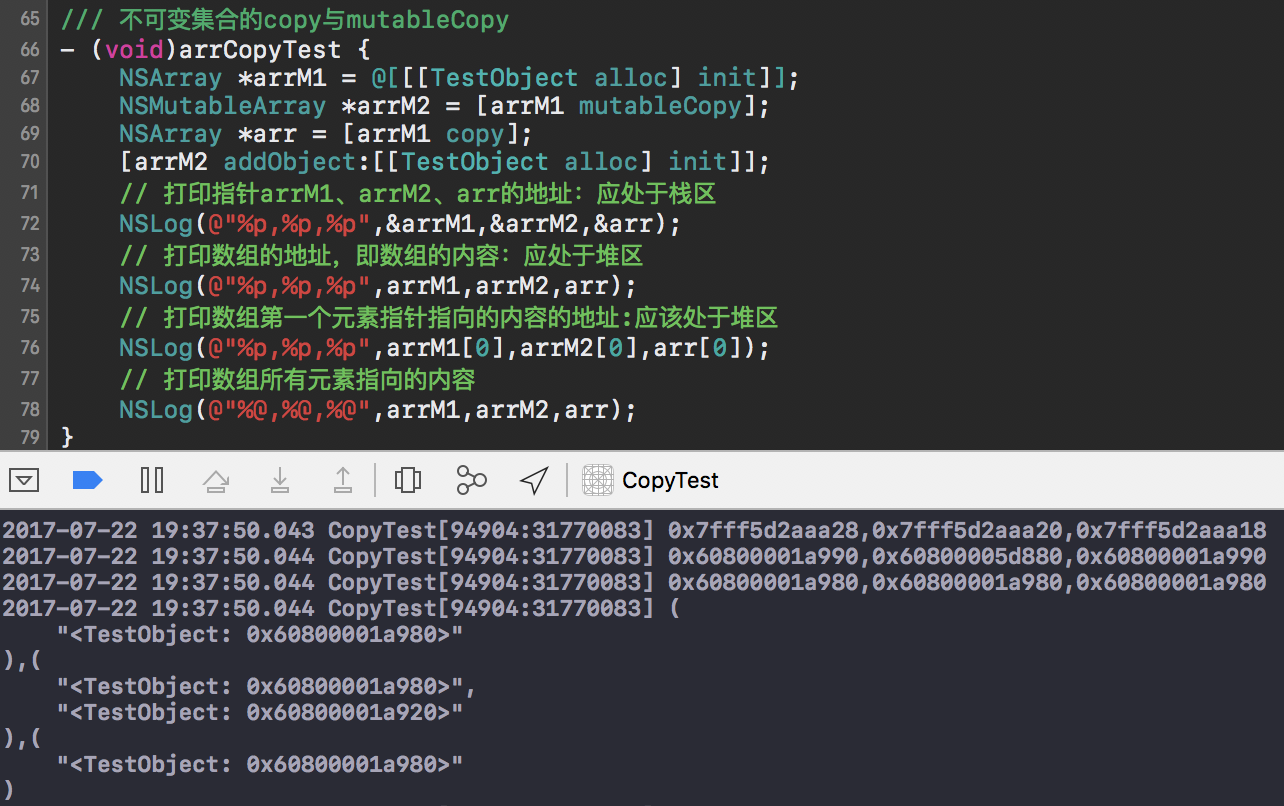 65 /// 不可变集合的copy与mutableCopy
66 - (void)arrCopyTest {
67 NSArray *arrM1 = @[[[TestObject alloc] init]];
68 NSMutableArray *arrM2 = [arrM1 mutableCopy];
69 NSArray *arr = [arrM1 copy];
70 [arrM2 addObject:[[TestObject alloc] init]];
71 // 打印指针arrM1、arrM2、arr的地址：应处于栈区
72 NSLog(@"%p,%p,%p",&arrM1,&arrM2,&arr);
73 // 打印数组的地址，即数组的内容：应处于堆区
74 NSLog(@"%p,%p,%p",arrM1,arrM2,arr);
75 // 打印数组第一个元素指针指向的内容的地址:应该处于堆区
76 NSLog(@"%p,%p,%p",arrM1[0],arrM2[0],arr[0]);
77 // 打印数组所有元素指向的内容
78 NSLog(@"%@,%@,%@",arrM1,arrM2,arr);
79 }
CopyTest
2017-07-22 19:37:50.043 CopyTest[94904:31770083] 0x7fff5d2aaa28,0x7fff5d2aaa20,0x7fff5d2aaa18
2017-07-22 19:37:50.044 CopyTest[94904:31770083] 0x60800001a990,0x60800005d880,0x60800001a990
2017-07-22 19:37:50.044 CopyTest[94904:31770083] 0x60800001a980,0x60800001a980,0x60800001a980
2017-07-22 19:37:50.044 CopyTest[94904:31770083] (
"<TestObject: 0x60800001a980>"
),(
"<TestObject: 0x60800001a980>",
"<TestObject: 0x60800001a920>"
),(
"<TestObject: 0x60800001a980>"
)